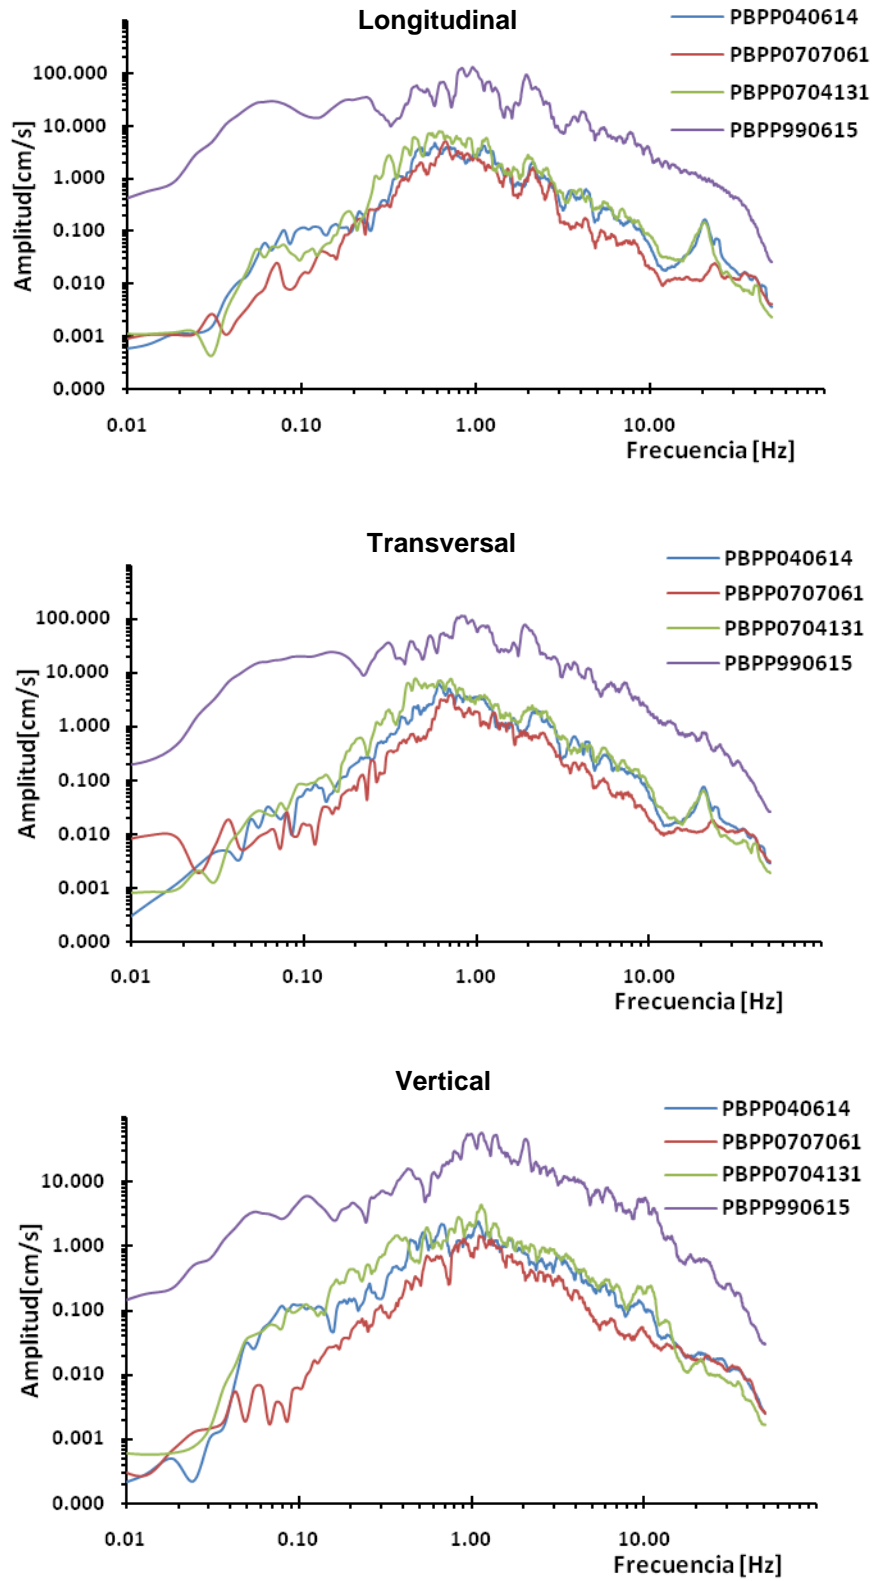 Longitudinal
PBPP040614
PBPP0707061
PBPP0704131
PBPP990615
Amplitud[cm/s]
100.000
10.000
1.000
0.100
0.010
0.001
0.000
0.01 0.10 1.00 10.00
Frecuencia [Hz]
Transversal
PBPP040614
PBPP0707061
PBPP0704131
PBPP990615
Amplitud[cm/s]
100.000
10.000
1.000
0.100
0.010
0.001
0.000
0.01 0.10 1.00 10.00
Frecuencia [Hz]
Vertical
PBPP040614
PBPP0707061
PBPP0704131
PBPP990615
Amplitud[cm/s]
10.000
1.000
0.100
0.010
0.001
0.000
0.01 0.10 1.00 10.00
Frecuencia [Hz]